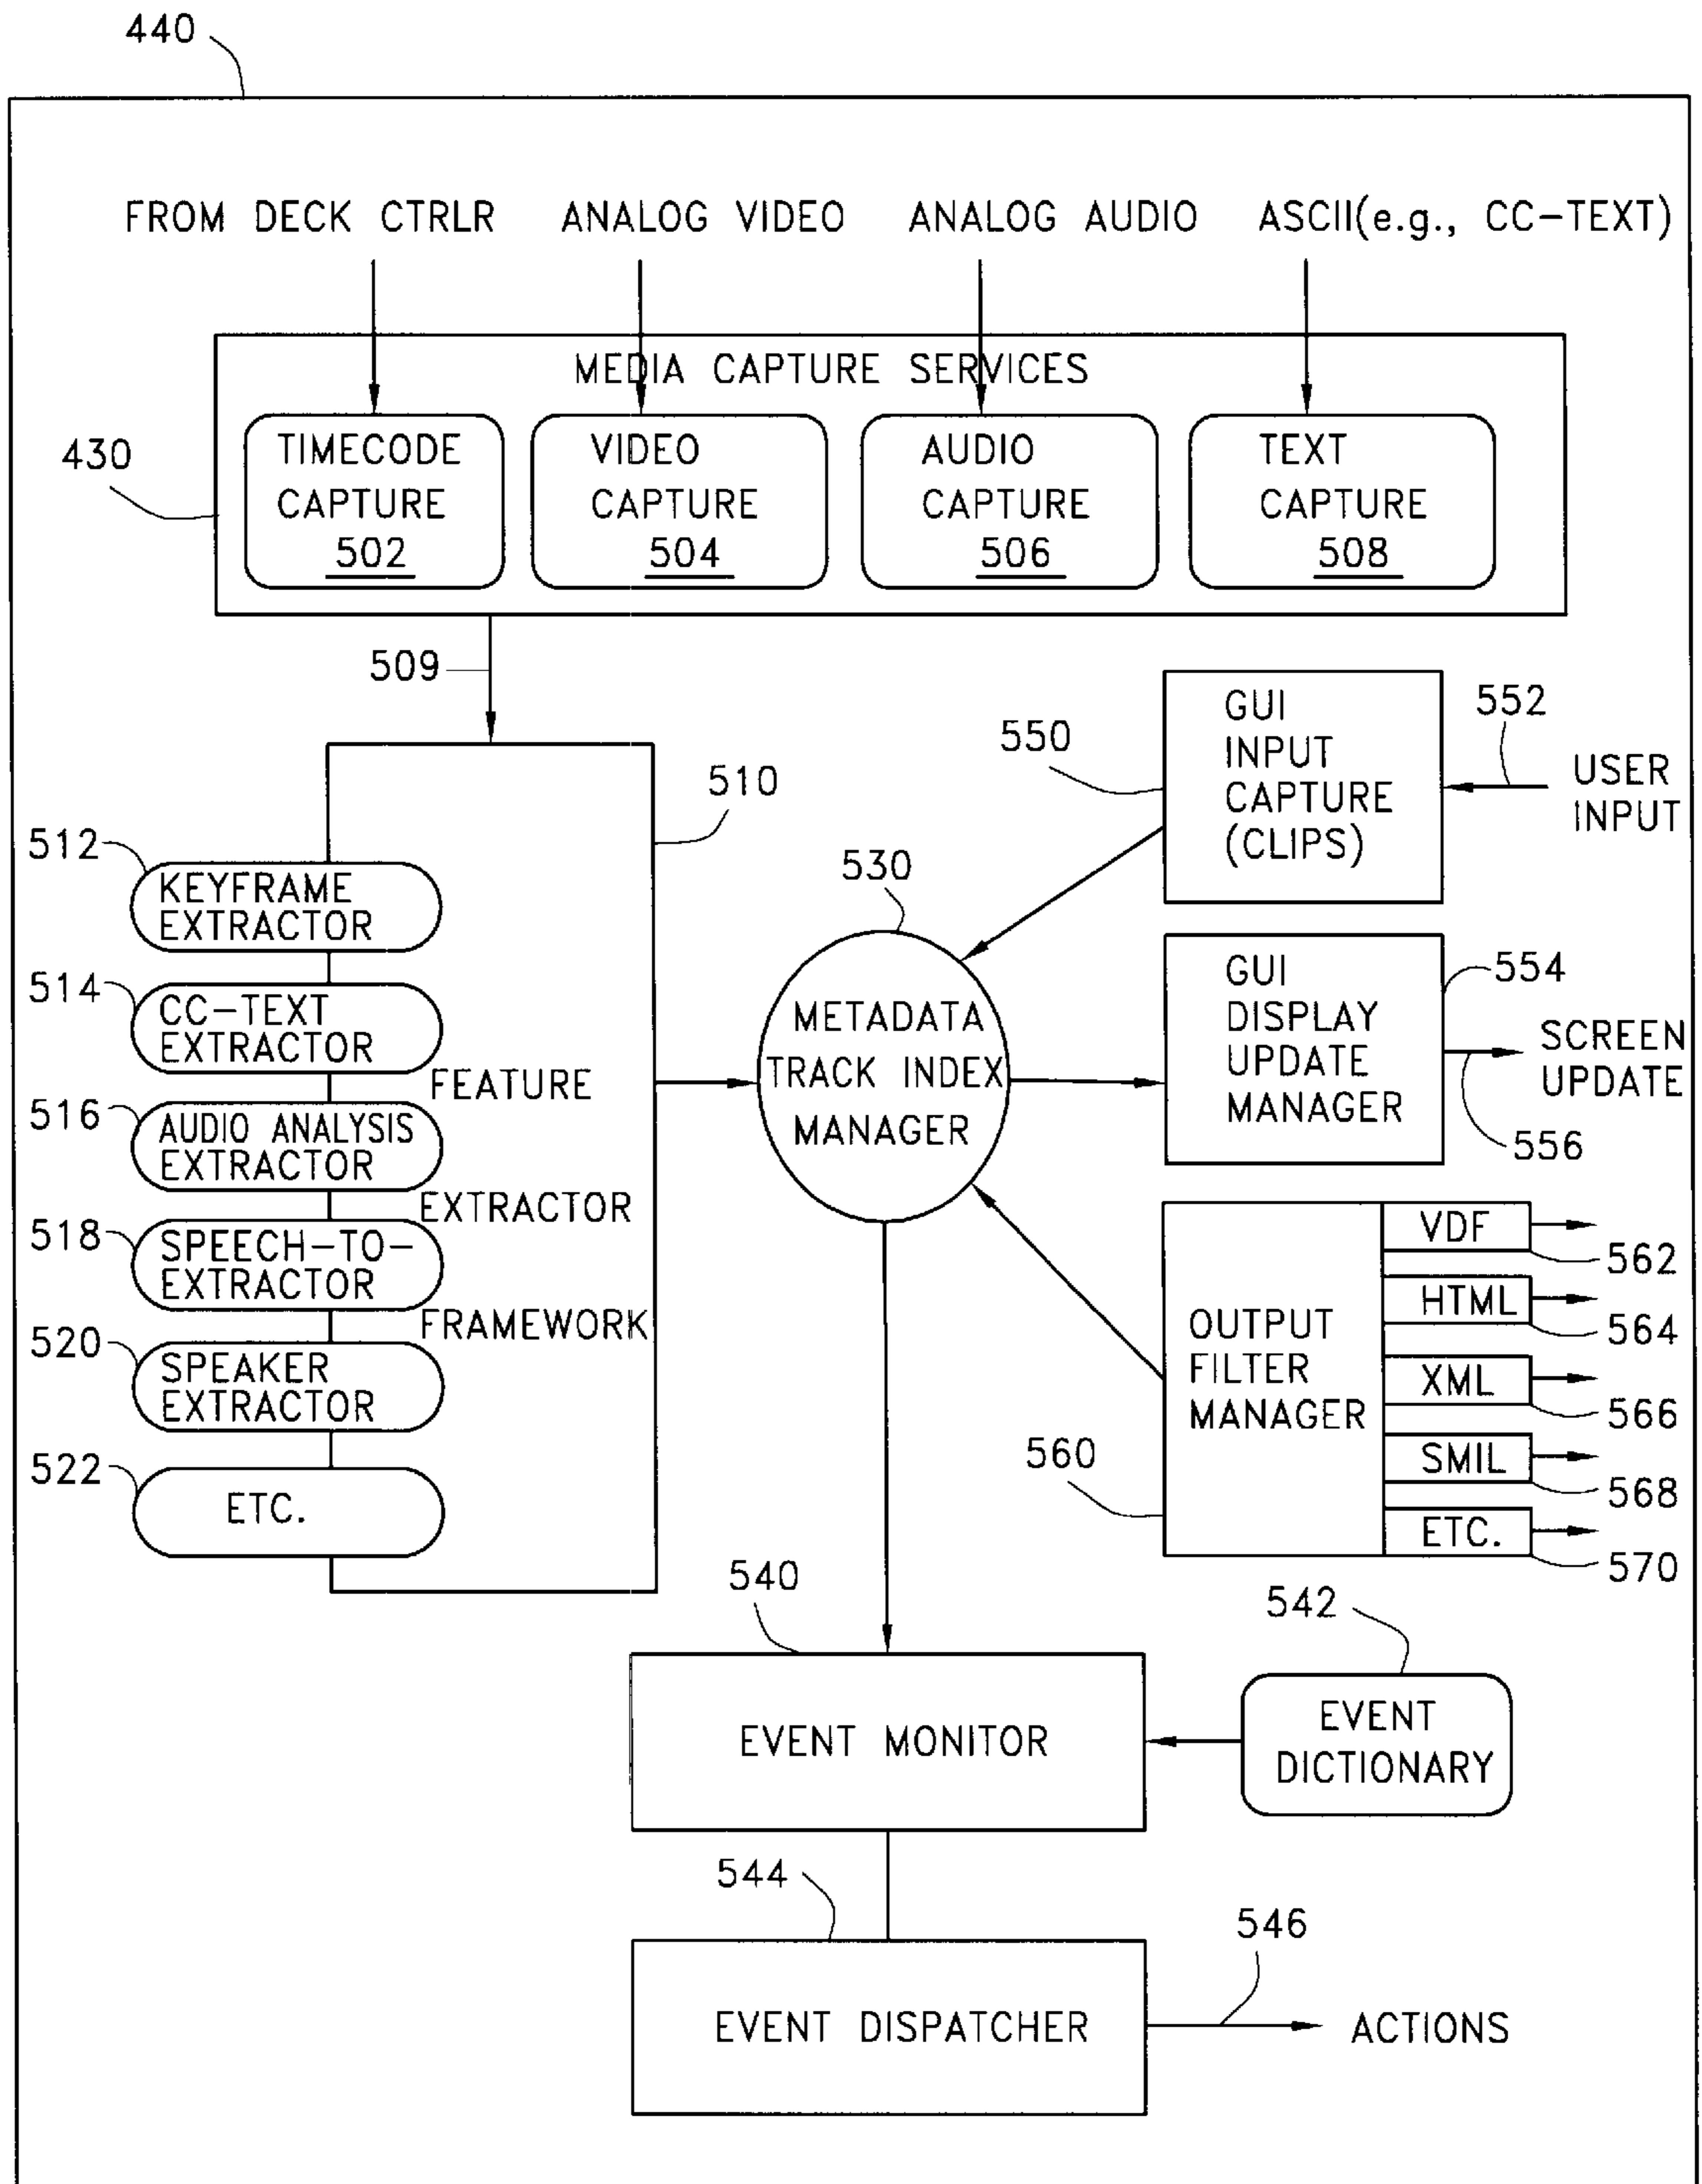 440
FROM DECK CTRLR
ANALOG VIDEO
ANALOG AUDIO
ASCII(e.g., CC-TEXT)
MEDIA CAPTURE SERVICES
430
TIMECODE
CAPTURE
502
VIDEO
CAPTURE
504
AUDIO
CAPTURE
506
TEXT
CAPTURE
508
509
510
512
KEYFRAME
EXTRACTOR
514
CC-TEXT
EXTRACTOR
516
AUDIO ANALYSIS
EXTRACTOR
518
SPEECH-TO-
EXTRACTOR
520
SPEAKER
EXTRACTOR
522
ETC.
FEATURE
EXTRACTOR
FRAMEWORK
530
METADATA
TRACK INDEX
MANAGER
550
GUI
INPUT
CAPTURE
(CLIPS)
552
USER
INPUT
GUI
DISPLAY
UPDATE
MANAGER
554
SCREEN
UPDATE
556
OUTPUT
FILTER
MANAGER
560
VDF
562
HTML
564
XML
566
SMIL
568
ETC.
570
540
EVENT MONITOR
542
EVENT
DICTIONARY
544
EVENT DISPATCHER
546
ACTIONS